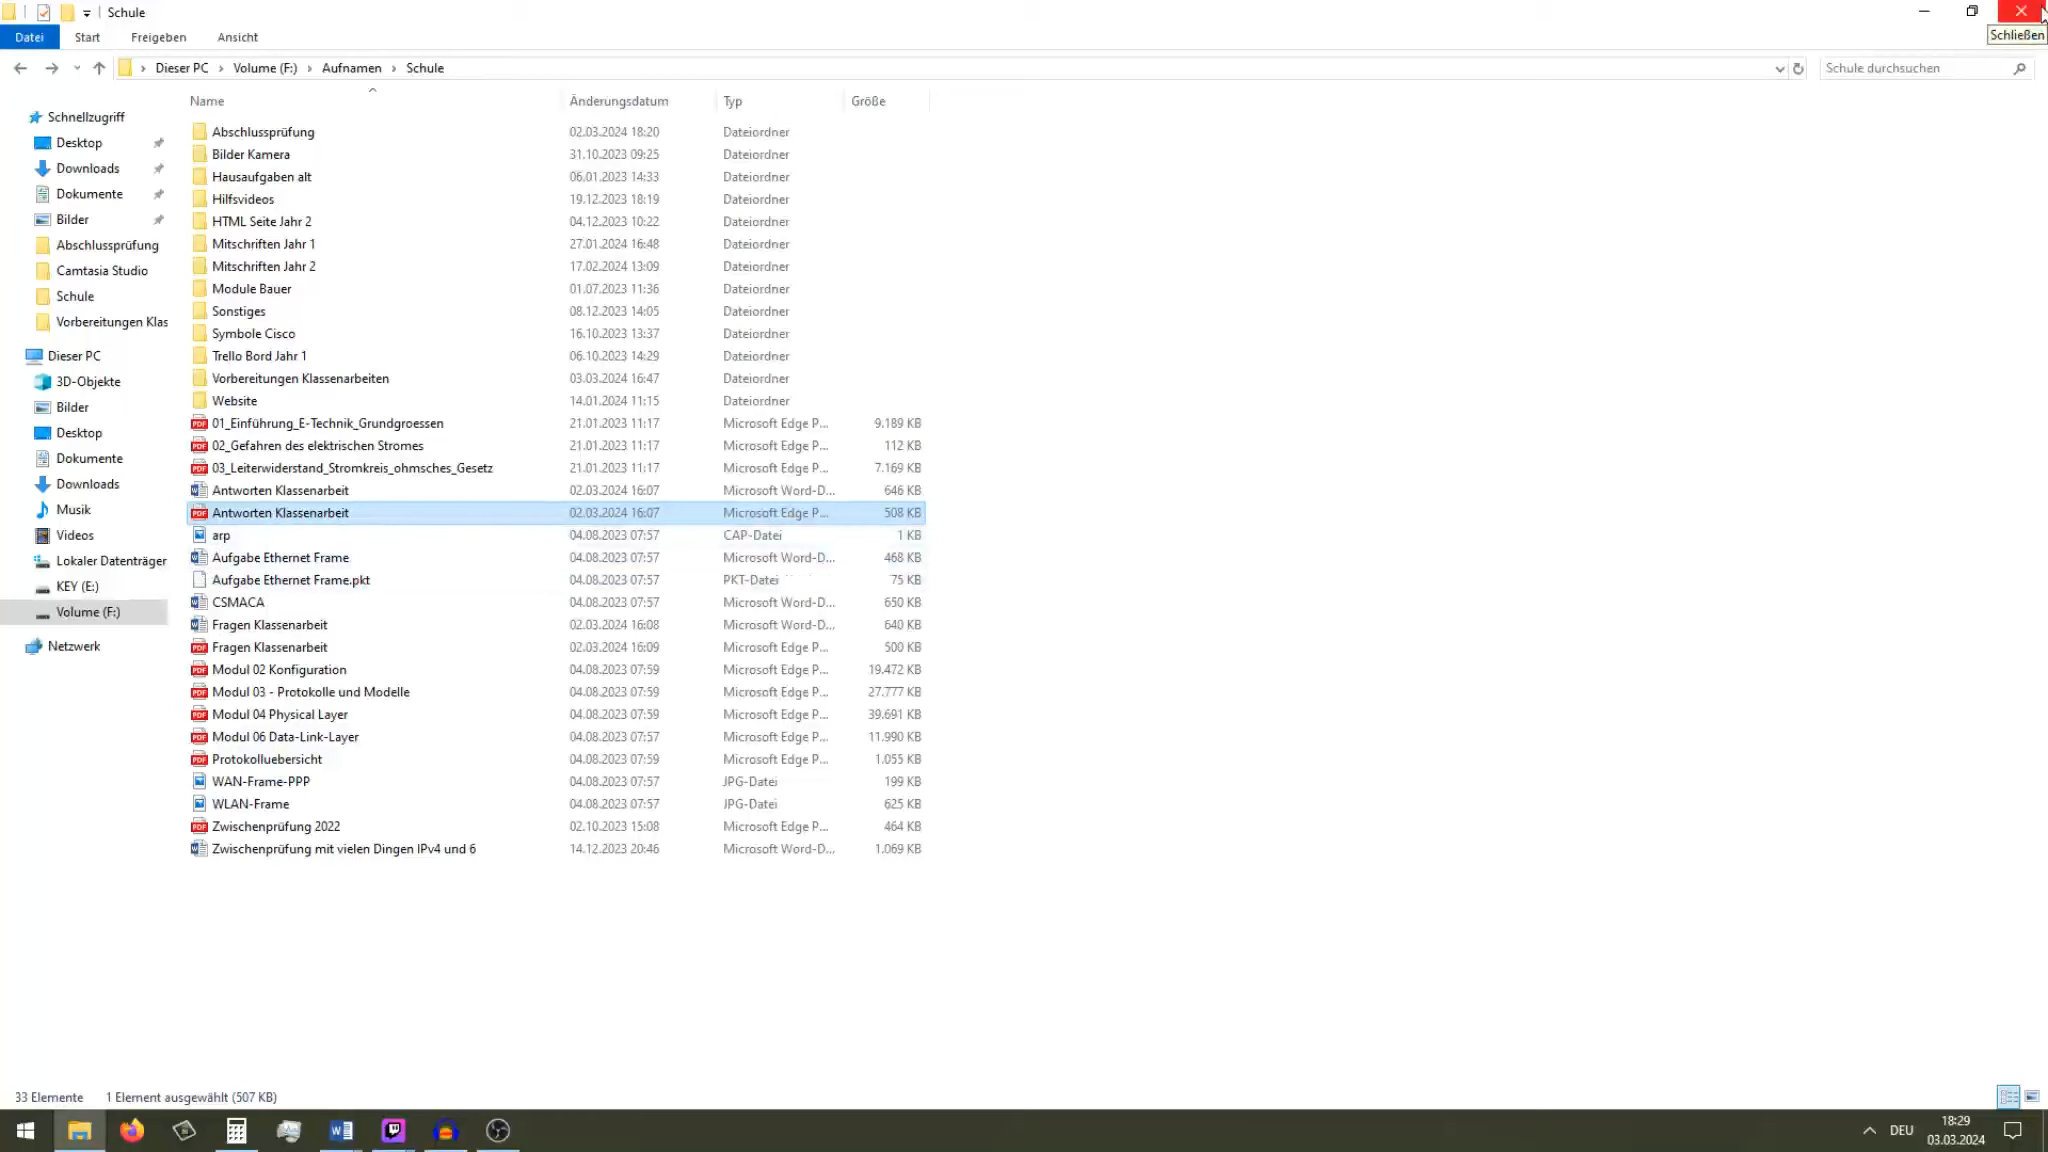 Schule
Schließen
Datei Start Freigeben Ansicht
Dieser PC Volume (F:) Aufnamen Schule
Schule durchsuchen
Name Änderungsdatum Typ Größe
Schnellzugriff
Desktop
Downloads
Dokumente
Bilder
Abschlussprüfung
Camtasia Studio
Schule
Vorbereitungen Klas
Dieser PC
3D-Objekte
Bilder
Desktop
Dokumente
Downloads
Musik
Videos
Lokaler Datenträger
KEY (E:)
Volume (F:)
Netzwerk
Abschlussprüfung 02.03.2024 18:20 Dateiordner
Bilder Kamera 31.10.2023 09:25 Dateiordner
Hausaufgaben alt 06.01.2023 14:33 Dateiordner
Hilfsvideos 19.12.2023 18:19 Dateiordner
HTML Seite Jahr 2 04.12.2023 10:22 Dateiordner
Mitschriften Jahr 1 27.01.2024 16:48 Dateiordner
Mitschriften Jahr 2 17.02.2024 13:09 Dateiordner
Module Bauer 01.07.2023 11:36 Dateiordner
Sonstiges 08.12.2023 14:05 Dateiordner
Symbole Cisco 16.10.2023 13:37 Dateiordner
Trello Bord Jahr 1 06.10.2023 14:29 Dateiordner
Vorbereitungen Klassenarbeiten 03.03.2024 16:47 Dateiordner
Website 14.01.2024 11:15 Dateiordner
01_Einführung_E-Technik_Grundgroessen 21.01.2023 11:17 Microsoft Edge P... 9.189 KB
02_Gefahren des elektrischen Stromes 21.01.2023 11:17 Microsoft Edge P... 112 KB
03_Leiterwiderstand_Stromkreis_ohmsches_Gesetz 21.01.2023 11:17 Microsoft Edge P... 7.169 KB
Antworten Klassenarbeit 02.03.2024 16:07 Microsoft Word-D... 646 KB
Antworten Klassenarbeit 02.03.2024 16:07 Microsoft Edge P... 508 KB
arp 04.08.2023 07:57 CAP-Datei 1 KB
Aufgabe Ethernet Frame 04.08.2023 07:57 Microsoft Word-D... 468 KB
Aufgabe Ethernet Frame.pkt 04.08.2023 07:57 PKT-Datei 75 KB
CSMACA 04.08.2023 07:57 Microsoft Word-D... 650 KB
Fragen Klassenarbeit 02.03.2024 16:08 Microsoft Word-D... 640 KB
Fragen Klassenarbeit 02.03.2024 16:09 Microsoft Edge P... 500 KB
Modul 02 Konfiguration 04.08.2023 07:59 Microsoft Edge P... 19.472 KB
Modul 03 - Protokolle und Modelle 04.08.2023 07:59 Microsoft Edge P... 27.777 KB
Modul 04 Physical Layer 04.08.2023 07:59 Microsoft Edge P... 39.691 KB
Modul 06 Data-Link-Layer 04.08.2023 07:57 Microsoft Edge P... 11.990 KB
Protokolluebersicht 04.08.2023 07:59 Microsoft Edge P... 1.055 KB
WAN-Frame-PPP 04.08.2023 07:57 JPG-Datei 199 KB
WLAN-Frame 04.08.2023 07:57 JPG-Datei 625 KB
Zwischenprüfung 2022 02.10.2023 15:08 Microsoft Edge P... 464 KB
Zwischenprüfung mit vielen Dingen IPv4 und 6 14.12.2023 20:46 Microsoft Word-D... 1.069 KB
33 Elemente 1 Element ausgewählt (507 KB)
DEU
18:29
03.03.2024